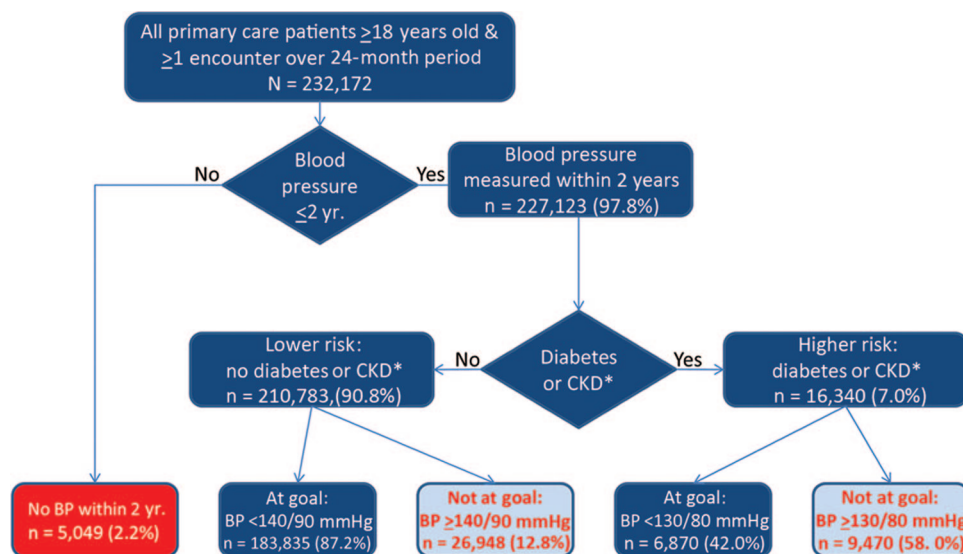 All primary care patients ≥18 years old &
≥1 encounter over 24-month period
N = 232,172
No
Blood
pressure
≤2 yr.
Yes
Blood pressure
measured within 2 years
n = 227,123 (97.8%)
Lower risk:
no diabetes or CKD*
n = 210,783,(90.8%)
No
Diabetes
or CKD*
Yes
Higher risk:
diabetes or CKD*
n = 16,340 (7.0%)
No BP within 2 yr.
n = 5,049 (2.2%)
At goal:
BP <140/90 mmHg
n = 183,835 (87.2%)
Not at goal:
BP ≥140/90 mmHg
n = 26,948 (12.8%)
At goal:
BP <130/80 mmHg
n = 6,870 (42.0%)
Not at goal:
BP ≥130/80 mmHg
n = 9,470 (58. 0%)